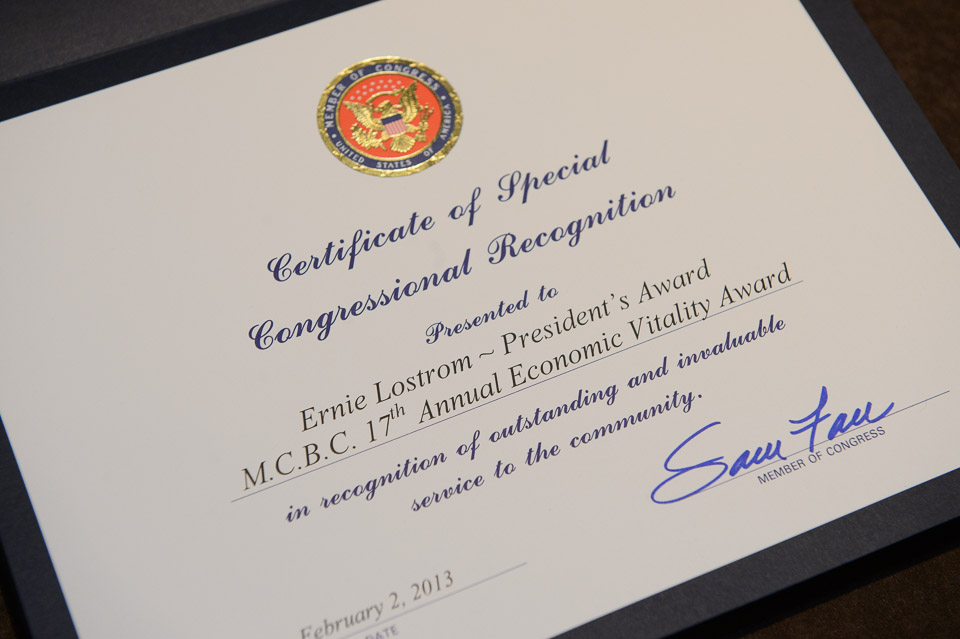 MEMBER OF CONGRESS
UNITED STATES OF AMERICA
Certificate of Special
Congressional Recognition
Presented to
Ernie Lostrom ~ President's Award
M.C.B.C. 17th Annual Economic Vitality Award
in recognition of outstanding and invaluable
service to the community.
Sam Farr
MEMBER OF CONGRESS
February 2, 2013
DATE